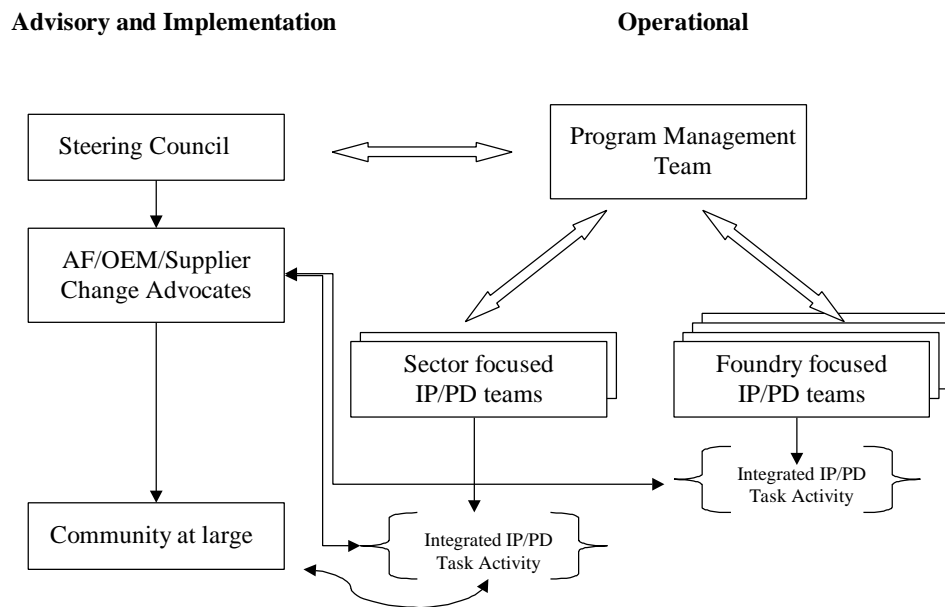 Advisory and Implementation
Operational
Steering Council
Program Management
Team
AF/OEM/Supplier
Change Advocates
Sector focused
IP/PD teams
Foundry focused
IP/PD teams
Integrated IP/PD
Task Activity
Community at large
Integrated IP/PD
Task Activity